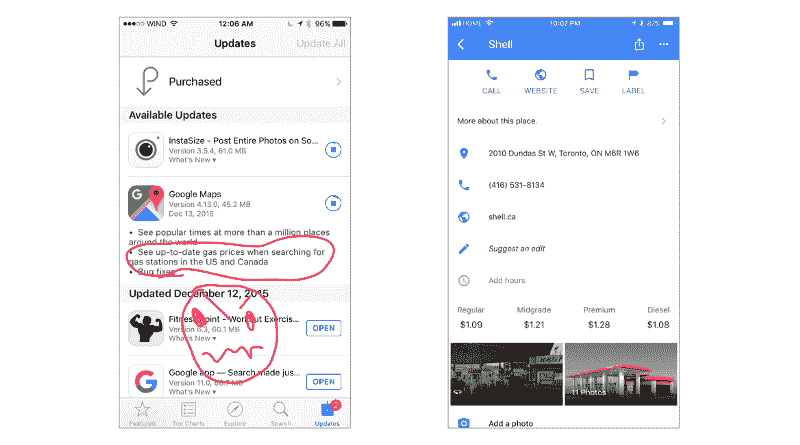 ●●●○○ WIND 12:06 AM 96%
Updates Update All
Purchased
Available Updates
InstaSize - Post Entire Photos on So...
Version 3.5.4, 61.0 MB
What's New ▾
Google Maps
Version 4.13.0, 45.2 MB
Dec 13, 2015
• See popular times at more than a million places
around the world
• See up-to-date gas prices when searching for
gas stations in the US and Canada
• Bug fixes
Updated December 12, 2015
Version 6.3, 60.1 MB
What's New ▾
OPEN
Google app — Search made jus...
Version 11.0, 60.7 MB
What's New ▾
OPEN
Featured Top Charts Explore Search Updates
2
HOME 10:07 PM 87%
Shell
CALL WEBSITE SAVE LABEL
More about this place.
2010 Dundas St W, Toronto, ON M6R 1W6
(416) 531-8134
shell.ca
Suggest an edit
Add hours
Regular Midgrade Premium Diesel
$1.09 $1.21 $1.28 $1.08
11 Photos
Add a photo